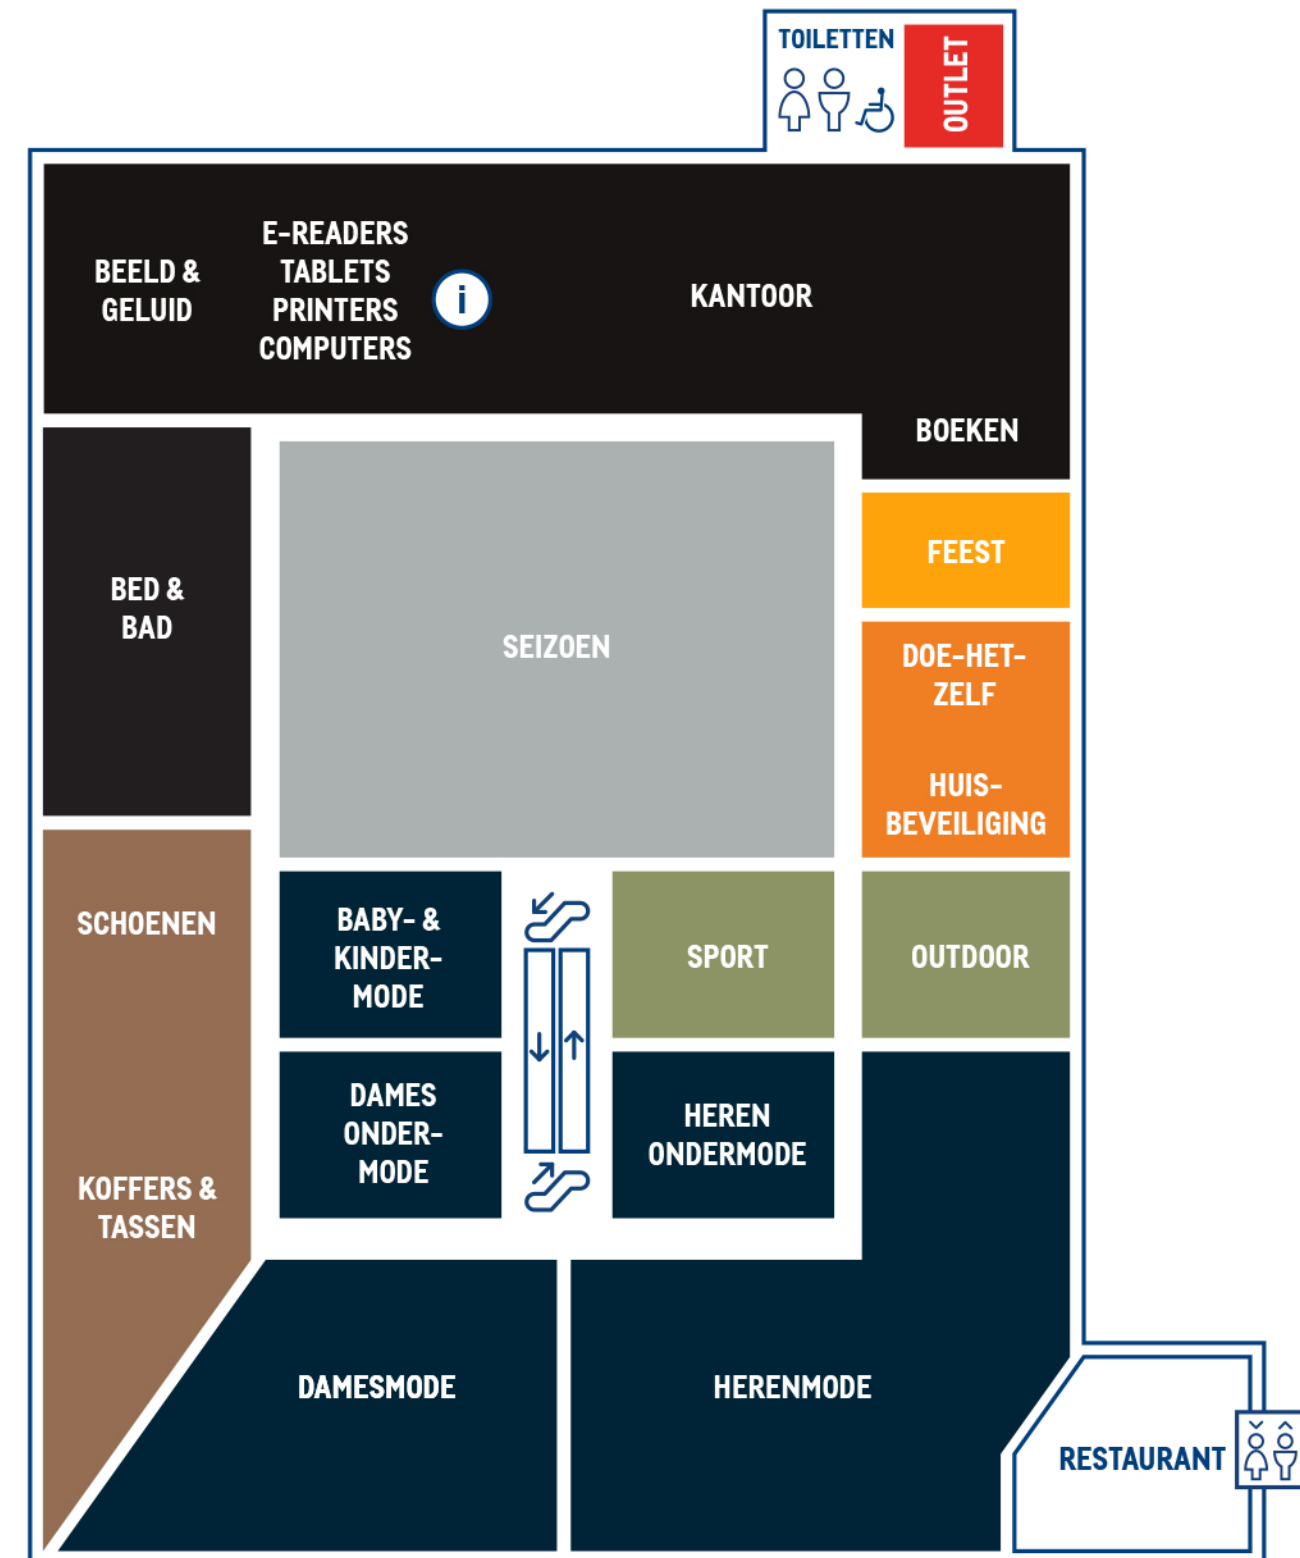 TOILETTEN
OUTLET
BEELD &
GELUID
E-READERS
TABLETS
PRINTERS
COMPUTERS
i
KANTOOR
BOEKEN
BED &
BAD
SEIZOEN
FEEST
DOE-HET-
ZELF
HUIS-
BEVEILIGING
SCHOENEN
BABY- &
KINDER-
MODE
SPORT
OUTDOOR
DAMES
ONDER-
MODE
HEREN
ONDERMODE
KOFFERS &
TASSEN
DAMESMODE
HERENMODE
RESTAURANT